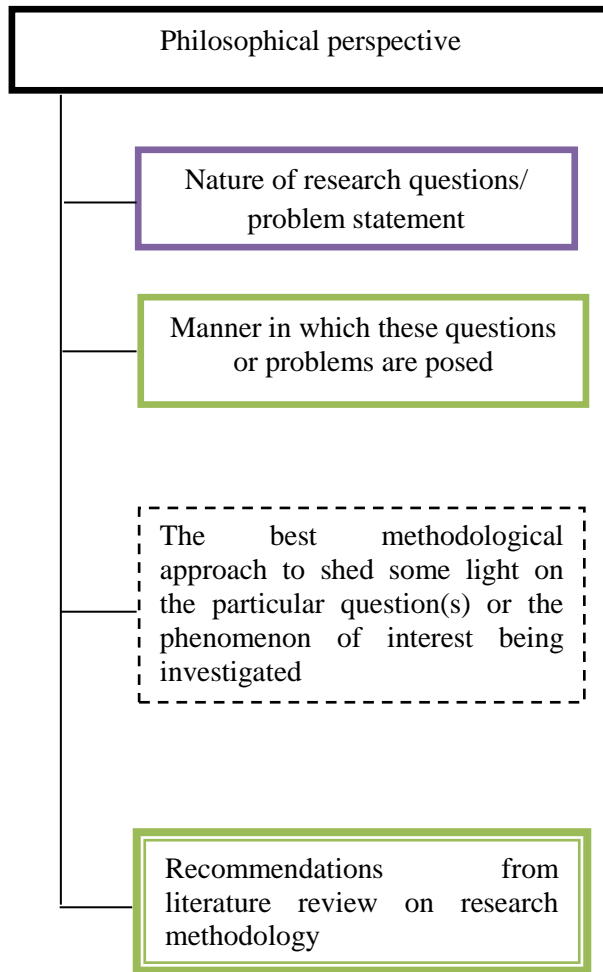 Philosophical perspective
Nature of research questions/
problem statement
Manner in which these questions
or problems are posed
The best methodological
approach to shed some light on
the particular question(s) or the
phenomenon of interest being
investigated
Recommendations from
literature review on research
methodology